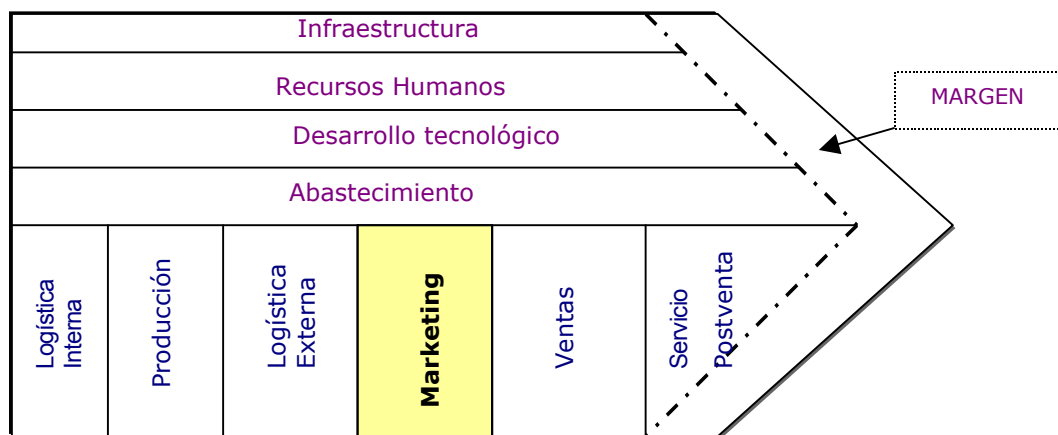 Infraestructura
Recursos Humanos
MARGEN
Desarrollo tecnológico
Abastecimiento
Logística
Interna
Producción
Logística
Externa
Marketing
Ventas
Servicio
Postventa